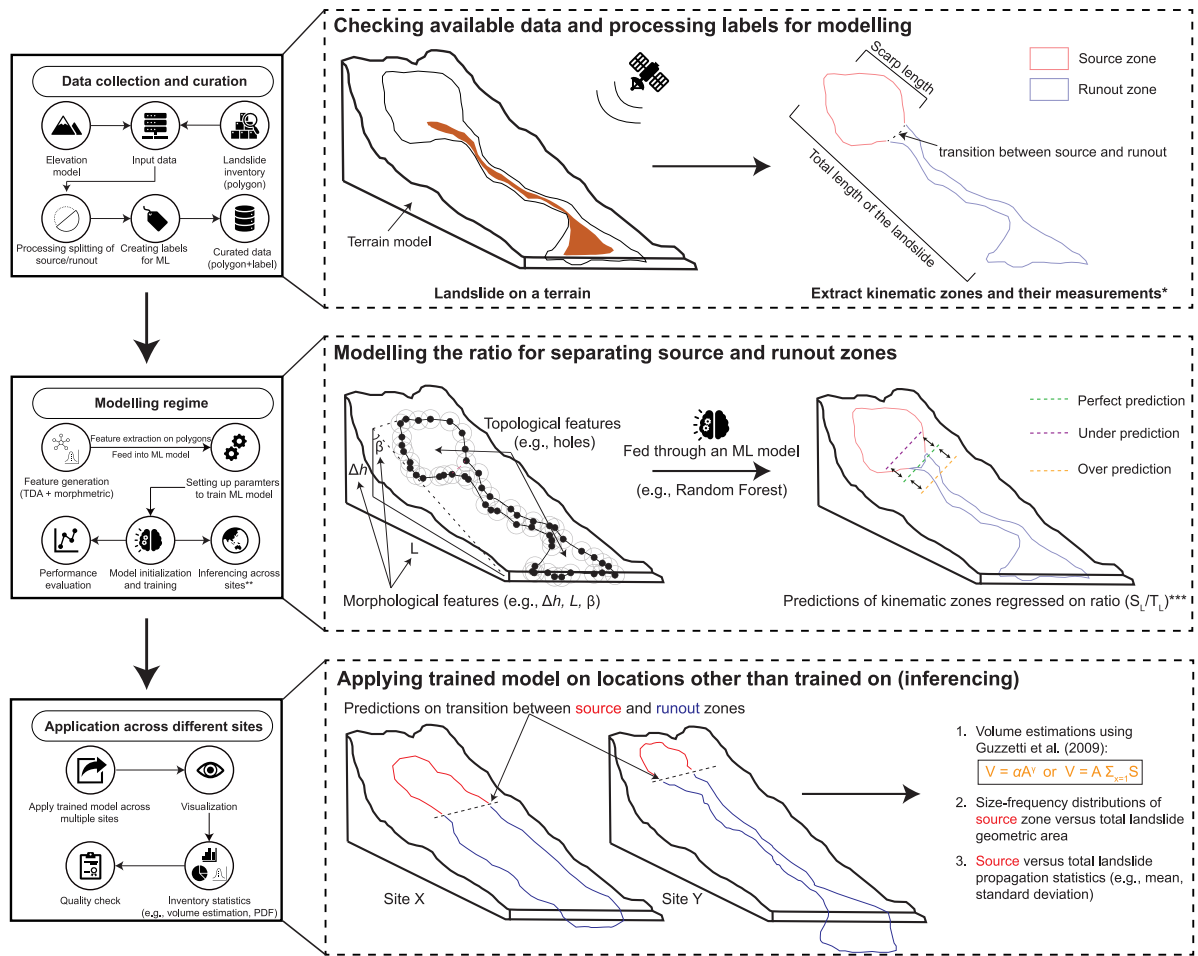 Data collection and curation
Elevation
model
Input data
Landslide
inventory
(polygon)
Processing splitting of
source/runout
Creating labels
for ML
Curated data
(polygon+label)
Checking available data and processing labels for modelling
Terrain model
Landslide on a terrain
Scarp length
Total length of the landslide
transition between source and runout
Source zone
Runout zone
Extract kinematic zones and their measurements*
Modelling regime
Feature extraction on polygons
Feed into ML model
Feature generation
(TDA + morphmetric)
Setting up paramters
to train ML model
Performance
evaluation
Model initialization
and training
Inferencing across
sites**
Modelling the ratio for separating source and runout zones
Topological features
(e.g., holes)
β
Δh
L
Morphological features (e.g., Δh, L, β)
Fed through an ML model
(e.g., Random Forest)
Perfect prediction
Under prediction
Over prediction
Predictions of kinematic zones regressed on ratio (S_L/T_L)***
Application across different sites
Apply trained model across
multiple sites
Visualization
Quality check
Inventory statistics
(e.g., volume estimation, PDF)
Applying trained model on locations other than trained on (inferencing)
Predictions on transition between source and runout zones
Site X
Site Y
1. Volume estimations using
Guzzetti et al. (2009):
V = αA^γ or V = A Σ_{x=1}S
2. Size-frequency distributions of
source zone versus total landslide
geometric area
3. Source versus total landslide
propagation statistics (e.g., mean,
standard deviation)